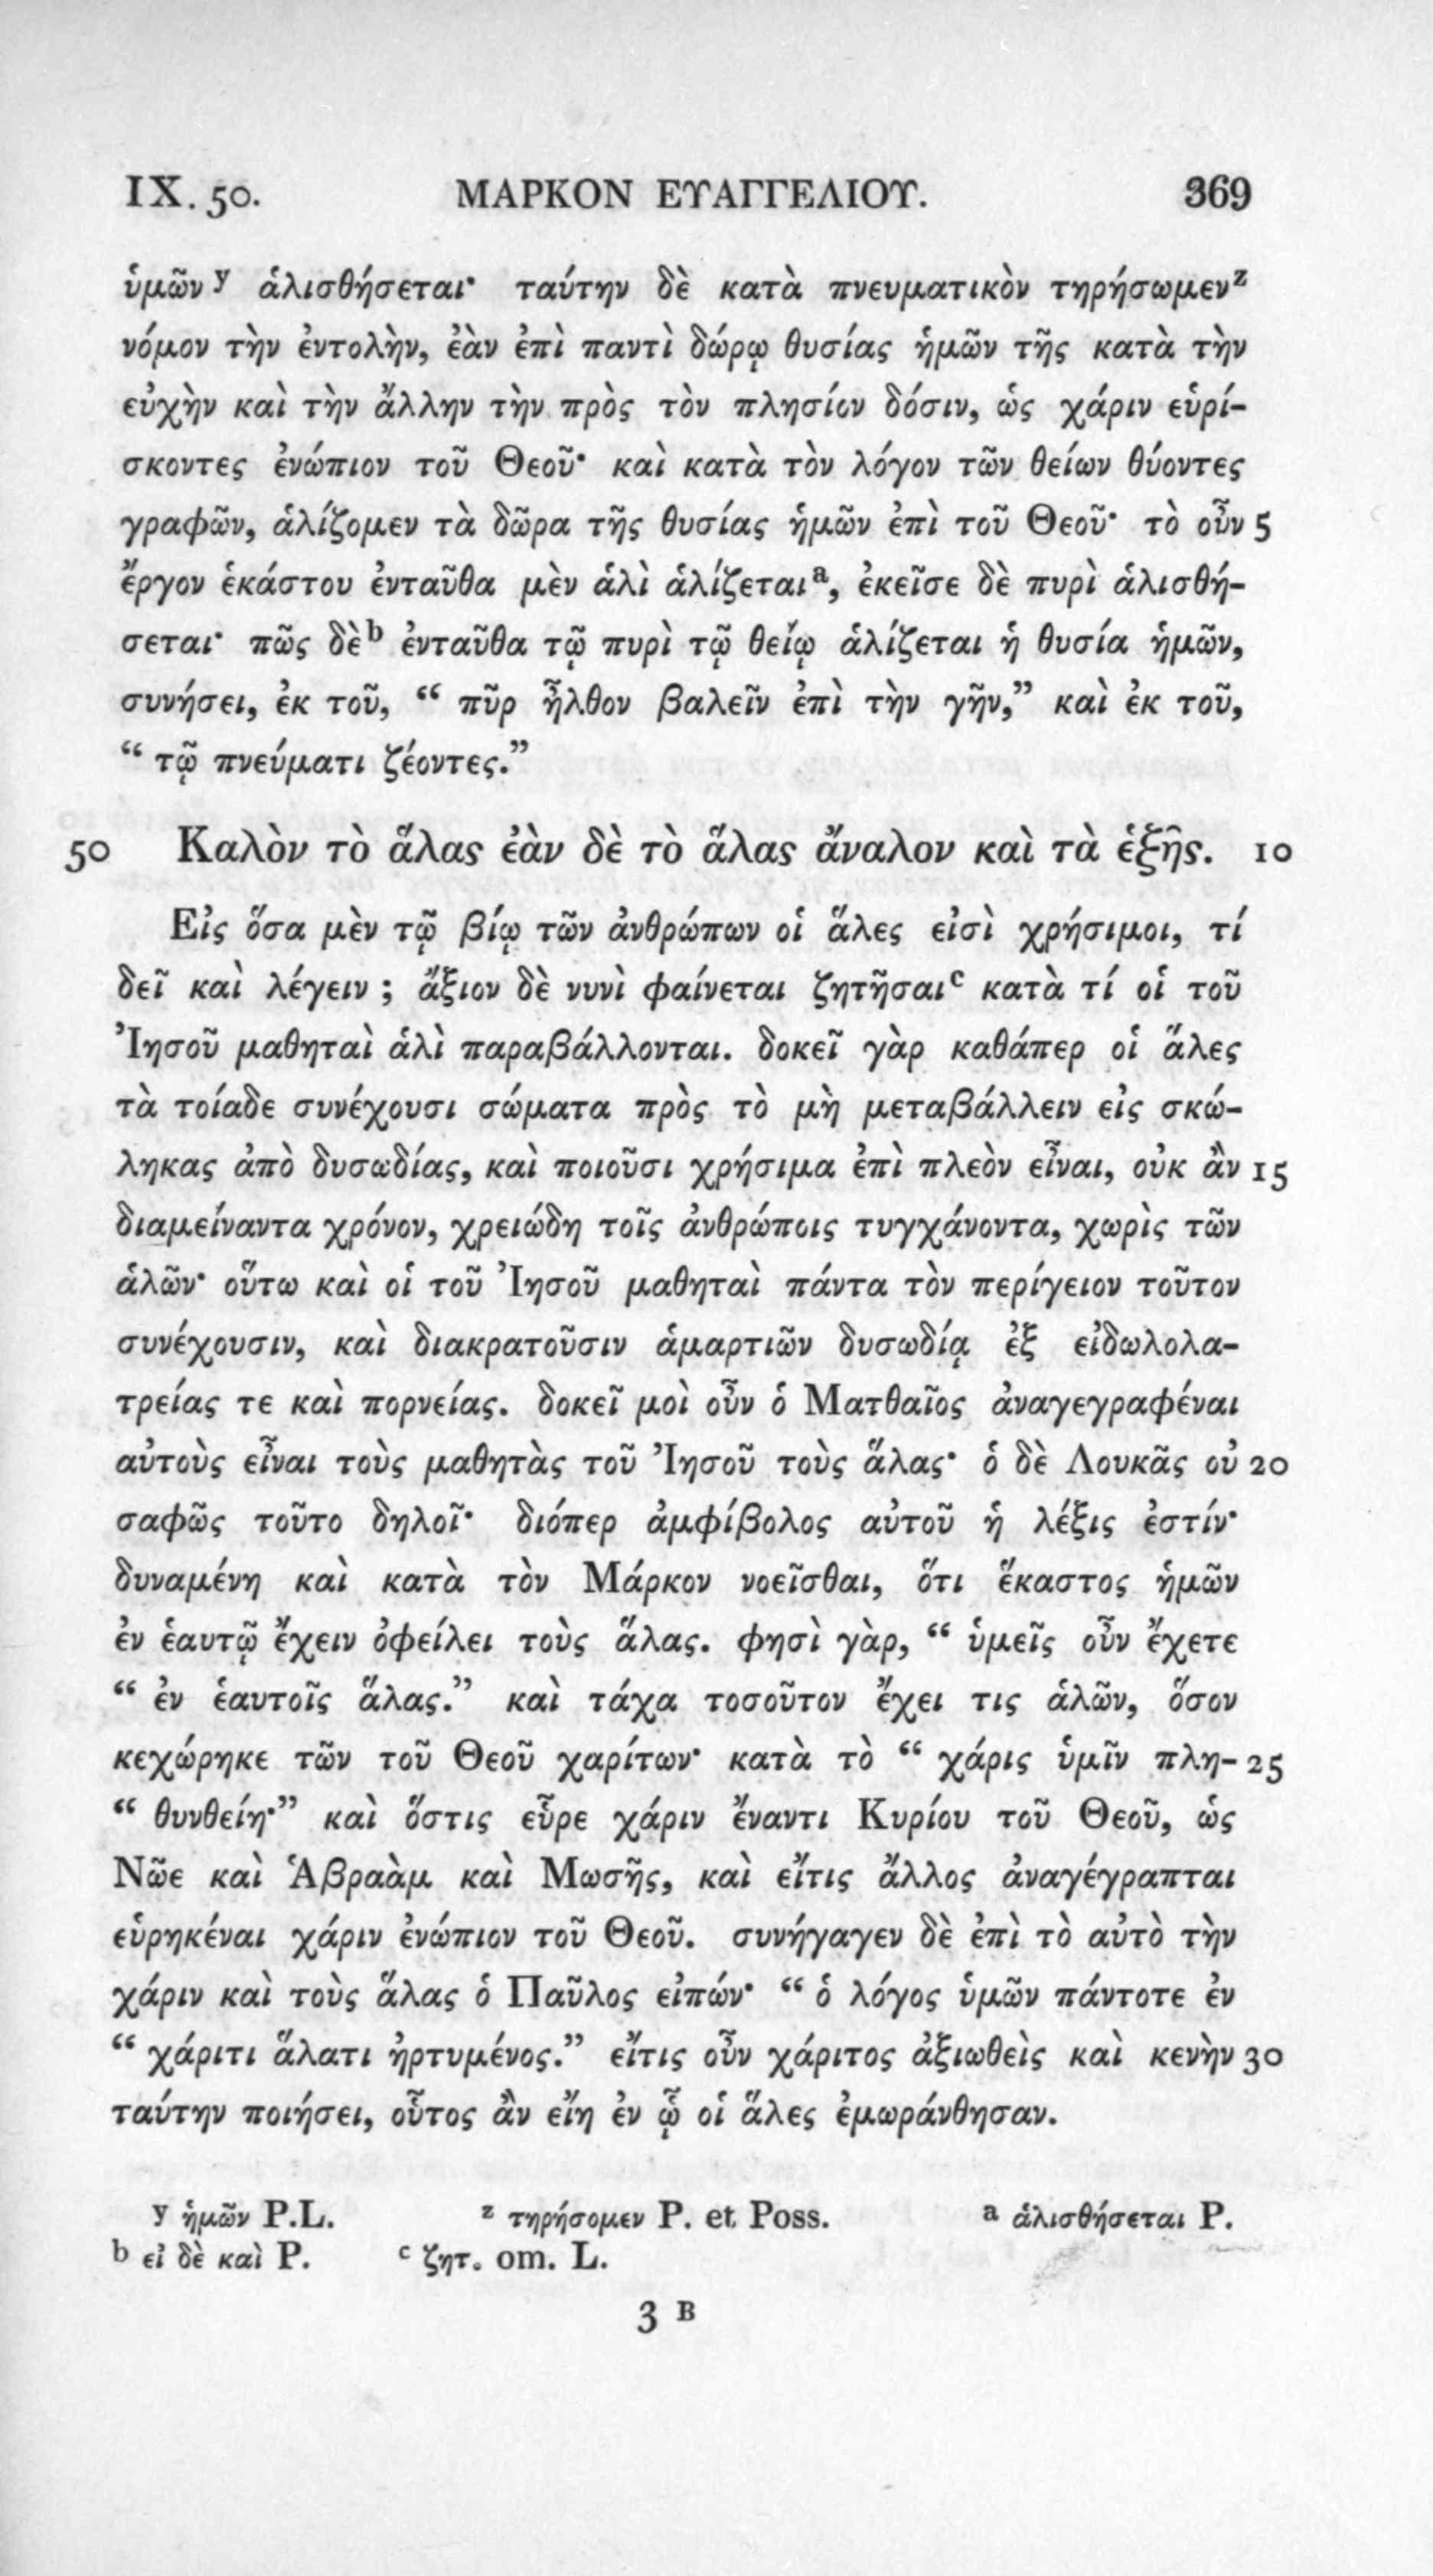 IX. 50. ΜΑΡΚΟΝ ΕΥΑΓΓΕΛΙΟΥ. 369
ὑμῶν y ἁλισθήσεται· ταύτην δὲ κατὰ πνευματικὸν τηρήσωμεν z
νόμον τὴν ἐντολὴν, ἐὰν ἐπὶ παντὶ δώρῳ θυσίας ἡμῶν τῆς κατὰ τὴν
εὐχὴν καὶ τὴν ἄλλην τὴν πρὸς τὸν πλησίον δόσιν, ὡς χάριν εὑρί-
σκοντες ἐνώπιον τοῦ Θεοῦ· καὶ κατὰ τὸν λόγον τῶν θείων θύοντες
γραφῶν, ἁλίζομεν τὰ δῶρα τῆς θυσίας ἡμῶν ἐπὶ τοῦ Θεοῦ· τὸ οὖν 5
ἔργον ἑκάστου ἐνταῦθα μὲν ἁλὶ ἁλίζεται a, ἐκεῖσε δὲ πυρὶ ἁλισθή-
σεται· πῶς δὲ b ἐνταῦθα τῷ πυρὶ τῷ θείῳ ἁλίζεται ἡ θυσία ἡμῶν,
συνήσει, ἐκ τοῦ, “ πῦρ ἦλθον βαλεῖν ἐπὶ τὴν γῆν,” καὶ ἐκ τοῦ,
“ τῷ πνεύματι ζέοντες.”
50 Καλὸν τὸ ἅλας ἐὰν δὲ τὸ ἅλας ἄναλον καὶ τὰ ἑξῆς. 10
Εἰς ὅσα μὲν τῷ βίῳ τῶν ἀνθρώπων οἱ ἅλες εἰσὶ χρήσιμοι, τί
δεῖ καὶ λέγειν ; ἄξιον δὲ νυνὶ φαίνεται ζητῆσαι c κατὰ τί οἱ τοῦ
Ἰησοῦ μαθηταὶ ἁλὶ παραβάλλονται. δοκεῖ γὰρ καθάπερ οἱ ἅλες
τὰ τοίαδε συνέχουσι σώματα πρὸς τὸ μὴ μεταβάλλειν εἰς σκώ-
ληκας ἀπὸ δυσωδίας, καὶ ποιοῦσι χρήσιμα ἐπὶ πλεὸν εἶναι, οὐκ ἂν 15
διαμείναντα χρόνον, χρειώδη τοῖς ἀνθρώποις τυγχάνοντα, χωρὶς τῶν
ἁλῶν· οὕτω καὶ οἱ τοῦ Ἰησοῦ μαθηταὶ πάντα τὸν περίγειον τοῦτον
συνέχουσιν, καὶ διακρατοῦσιν ἁμαρτιῶν δυσωδίᾳ ἐξ εἰδωλολα-
τρείας τε καὶ πορνείας. δοκεῖ μοὶ οὖν ὁ Ματθαῖος ἀναγεγραφέναι
αὐτοὺς εἶναι τοὺς μαθητὰς τοῦ Ἰησοῦ τοὺς ἅλας· ὁ δὲ Λουκᾶς οὐ 20
σαφῶς τοῦτο δηλοῖ· διόπερ ἀμφίβολος αὐτοῦ ἡ λέξις ἐστίν·
δυναμένη καὶ κατὰ τὸν Μάρκον νοεῖσθαι, ὅτι ἕκαστος ἡμῶν
ἐν ἑαυτῷ ἔχειν ὀφείλει τοὺς ἅλας. φησὶ γὰρ, “ ὑμεῖς οὖν ἔχετε
“ ἐν ἑαυτοῖς ἅλας.” καὶ τάχα τοσοῦτον ἔχει τις ἁλῶν, ὅσον
κεχώρηκε τῶν τοῦ Θεοῦ χαρίτων· κατὰ τὸ “ χάρις ὑμῖν πλη- 25
“ θυνθείη·” καὶ ὅστις εὗρε χάριν ἔναντι Κυρίου τοῦ Θεοῦ, ὡς
Νῶε καὶ Ἁβραὰμ καὶ Μωσῆς, καὶ εἴτις ἄλλος ἀναγέγραπται
εὑρηκέναι χάριν ἐνώπιον τοῦ Θεοῦ. συνήγαγεν δὲ ἐπὶ τὸ αὐτὸ τὴν
χάριν καὶ τοὺς ἅλας ὁ Παῦλος εἰπών· “ ὁ λόγος ὑμῶν πάντοτε ἐν
“ χάριτι ἅλατι ἠρτυμένος.” εἴτις οὖν χάριτος ἀξιωθεὶς καὶ κενὴν 30
ταύτην ποιήσει, οὗτος ἂν εἴη ἐν ᾧ οἱ ἅλες ἐμωράνθησαν.
y ἡμῶν P.L. z τηρήσομεν P. et Poss. a ἁλισθήσεται P.
b εἰ δὲ καὶ P. c ζητ. om. L.
3 B